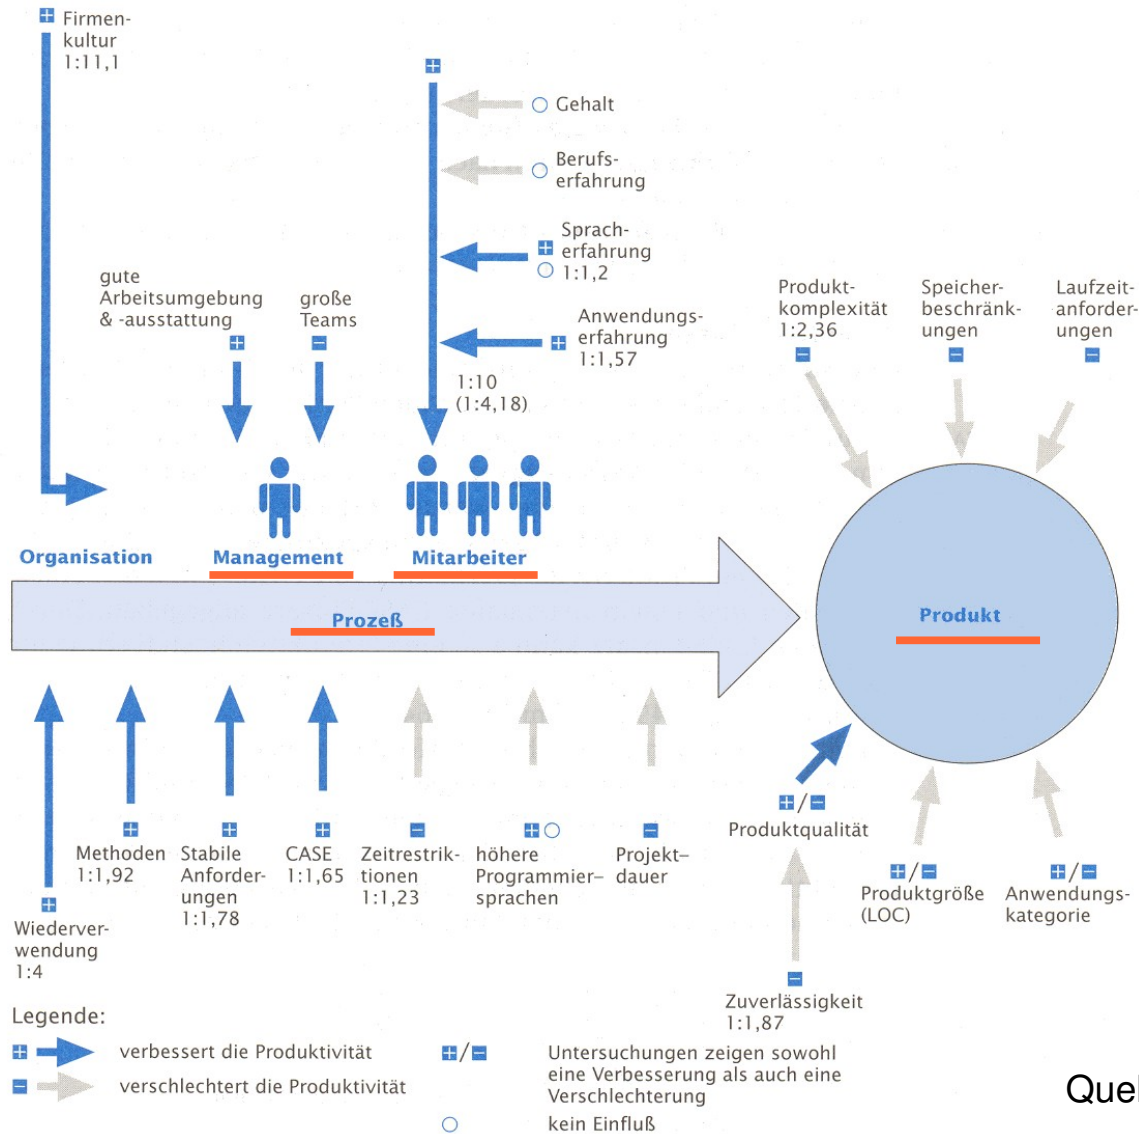 Firmen-
kultur
1:11,1
Gehalt
Berufs-
erfahrung
Sprach-
erfahrung
1:1,2
Anwendungs-
erfahrung
1:1,57
1:10
(1:4,18)
gute
Arbeitsumgebung
& -ausstattung
große
Teams
Produkt-
komplexität
1:2,36
Speicher-
beschränk-
ungen
Laufzeit-
anforder-
ungen
Organisation
Management
Mitarbeiter
Prozeß
Produkt
Wiederver-
wendung
1:4
Methoden
1:1,92
Stabile
Anforder-
ungen
1:1,78
CASE
1:1,65
Zeitrestrik-
tionen
1:1,23
höhere
Programmier-
sprachen
Projekt-
dauer
+/-
Produktqualität
+/-
Produktgröße
(LOC)
+/-
Anwendungs-
kategorie
Zuverlässigkeit
1:1,87
Legende:
+ verbessert die Produktivität
- verschlechtert die Produktivität
+/- Untersuchungen zeigen sowohl
eine Verbesserung als auch eine
Verschlechterung
kein Einfluß
Quel